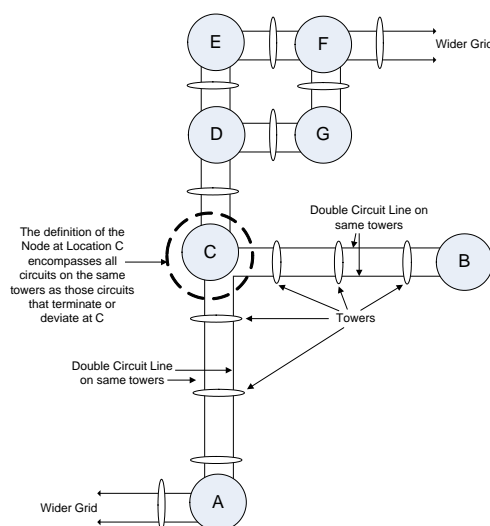 E
F
Wider Grid
D
G
The definition of the
Node at Location C
encompasses all
circuits on the same
towers as those circuits
that terminate or
deviate at C
C
Double Circuit Line on
same towers
B
Towers
Double Circuit Line
on same towers
A
Wider Grid